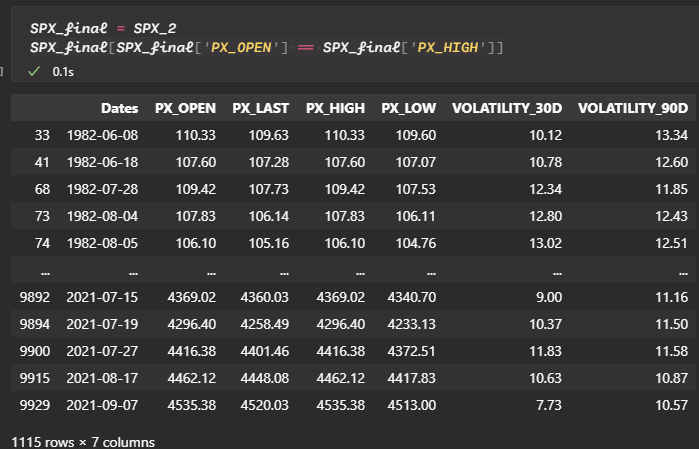 SPX_final = SPX_2
SPX_final[SPX_final['PX_OPEN'] == SPX_final['PX_HIGH']]
] ✓ 0.1s
Dates PX_OPEN PX_LAST PX_HIGH PX_LOW VOLATILITY_30D VOLATILITY_90D
33 1982-06-08 110.33 109.63 110.33 109.60 10.12 13.34
41 1982-06-18 107.60 107.28 107.60 107.07 10.78 12.60
68 1982-07-28 109.42 107.73 109.42 107.53 12.34 11.85
73 1982-08-04 107.83 106.14 107.83 106.11 12.80 12.43
74 1982-08-05 106.10 105.16 106.10 104.76 13.02 12.51
... ... ... ... ... ... ... ...
9892 2021-07-15 4369.02 4360.03 4369.02 4340.70 9.00 11.16
9894 2021-07-19 4296.40 4258.49 4296.40 4233.13 10.37 11.50
9900 2021-07-27 4416.38 4401.46 4416.38 4372.51 11.83 11.58
9915 2021-08-17 4462.12 4448.08 4462.12 4417.83 10.63 10.87
9929 2021-09-07 4535.38 4520.03 4535.38 4513.00 7.73 10.57
1115 rows × 7 columns